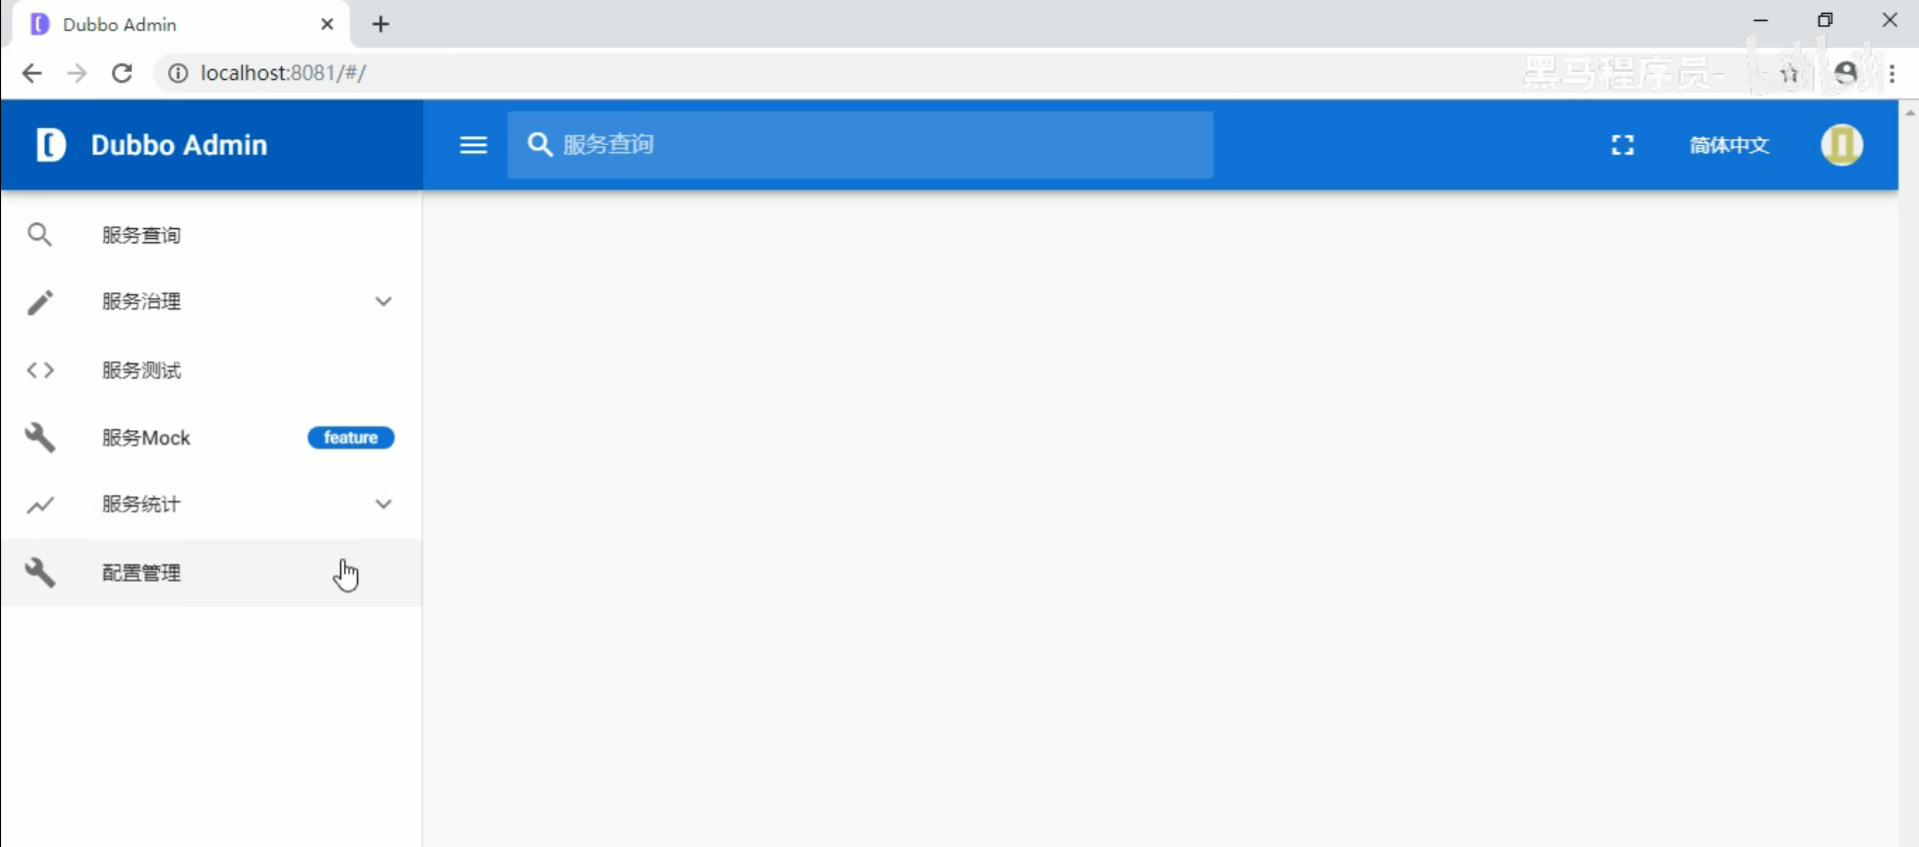 Dubbo Admin
localhost:8081/#/
黑马程序员-
Dubbo Admin
服务查询
简体中文
服务查询
服务治理
服务测试
服务Mock
feature
服务统计
配置管理